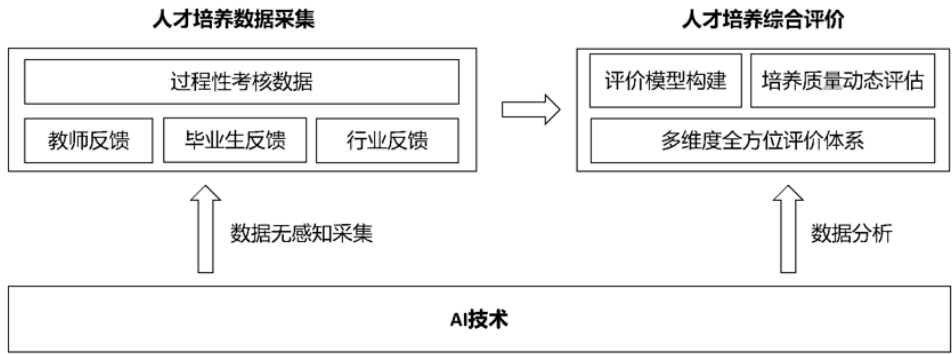 人才培养数据采集
人才培养综合评价
过程性考核数据
教师反馈
毕业生反馈
行业反馈
评价模型构建
培养质量动态评估
多维度全方位评价体系
数据无感知采集
数据分析
AI技术